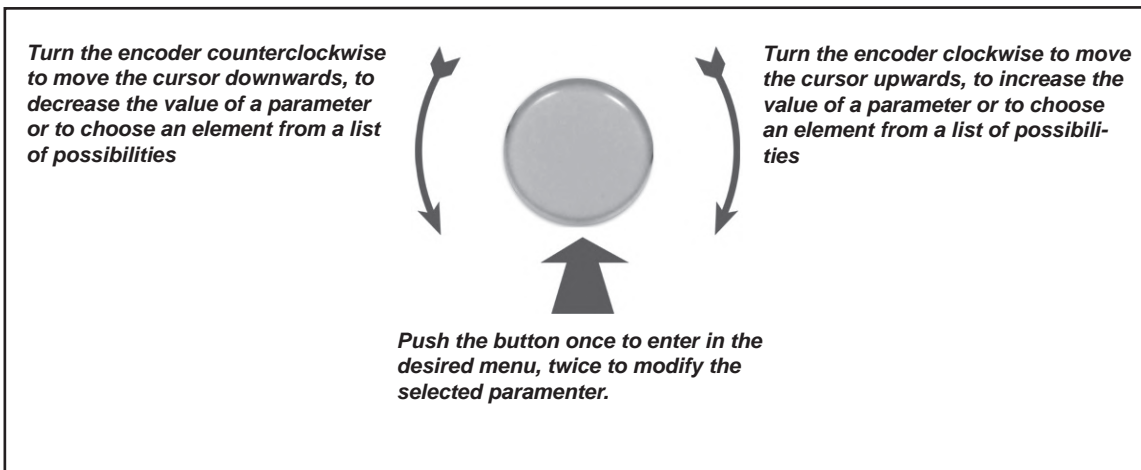 Turn the encoder counterclockwise
to move the cursor downwards, to
decrease the value of a parameter
or to choose an element from a list
of possibilities
Turn the encoder clockwise to move
the cursor upwards, to increase the
value of a parameter or to choose
an element from a list of possibili-
ties
Push the button once to enter in the
desired menu, twice to modify the
selected paramenter.